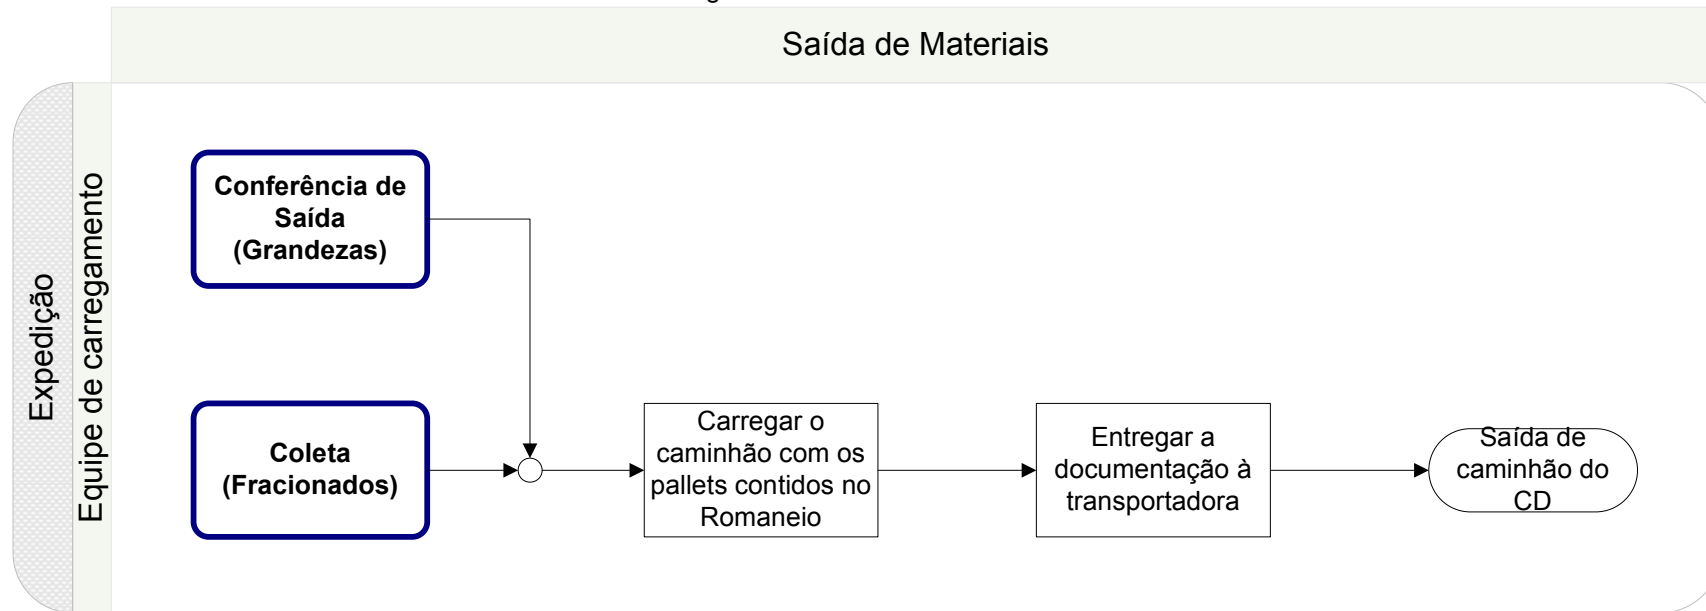 Saída de Materiais
Expedição
Equipe de carregamento
Conferência de
Saída
(Grandezas)
Coleta
(Fracionados)
Carregar o
caminhão com os
pallets contidos no
Romaneio
Entregar a
documentação à
transportadora
Saída de
caminhão do
CD